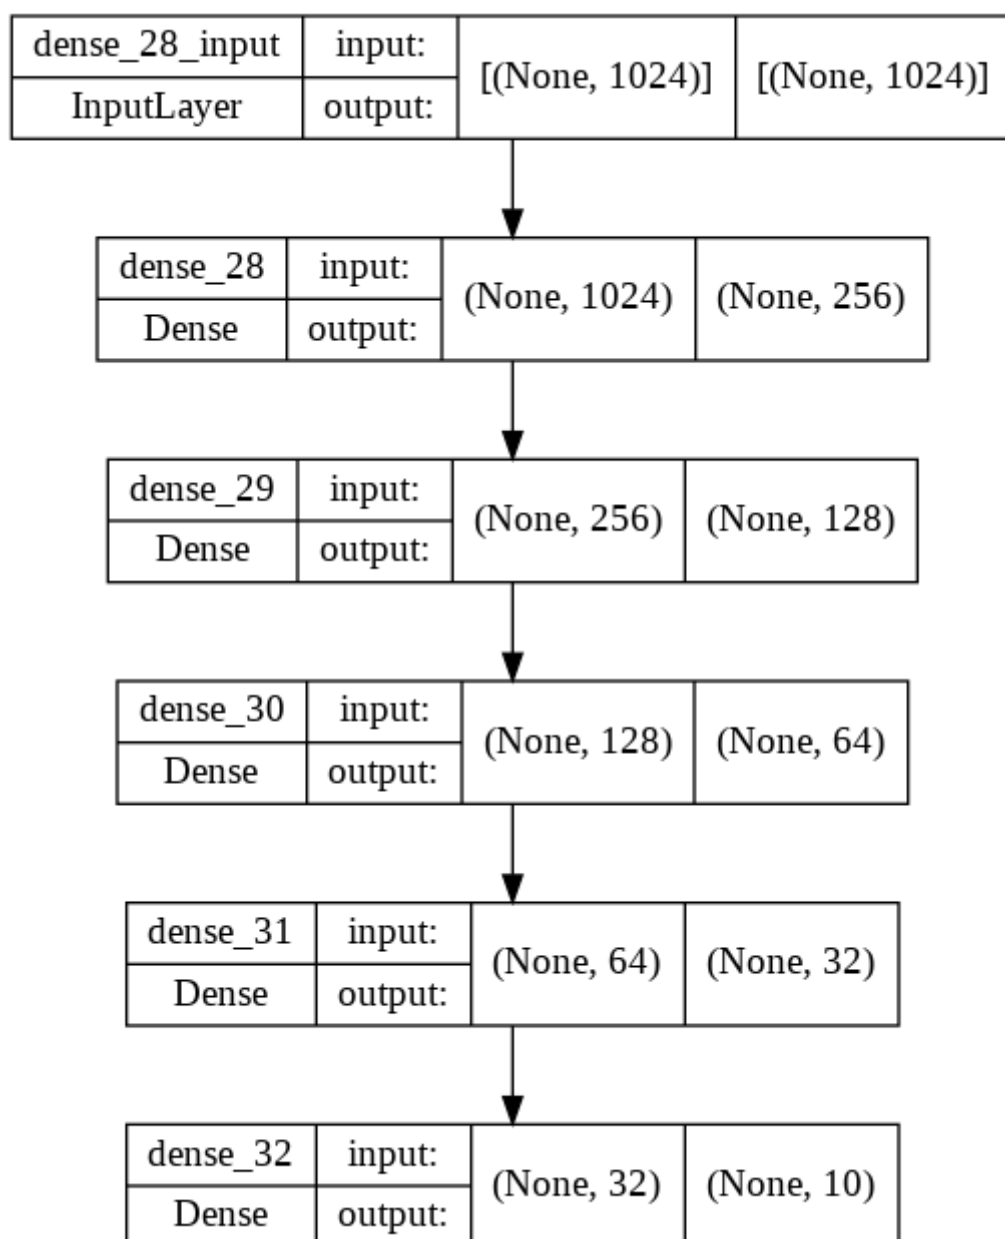 dense_28_input input: [(None, 1024)] [(None, 1024)]
InputLayer output:
dense_28 input: (None, 1024) (None, 256)
Dense output:
dense_29 input: (None, 256) (None, 128)
Dense output:
dense_30 input: (None, 128) (None, 64)
Dense output:
dense_31 input: (None, 64) (None, 32)
Dense output:
dense_32 input: (None, 32) (None, 10)
Dense output: